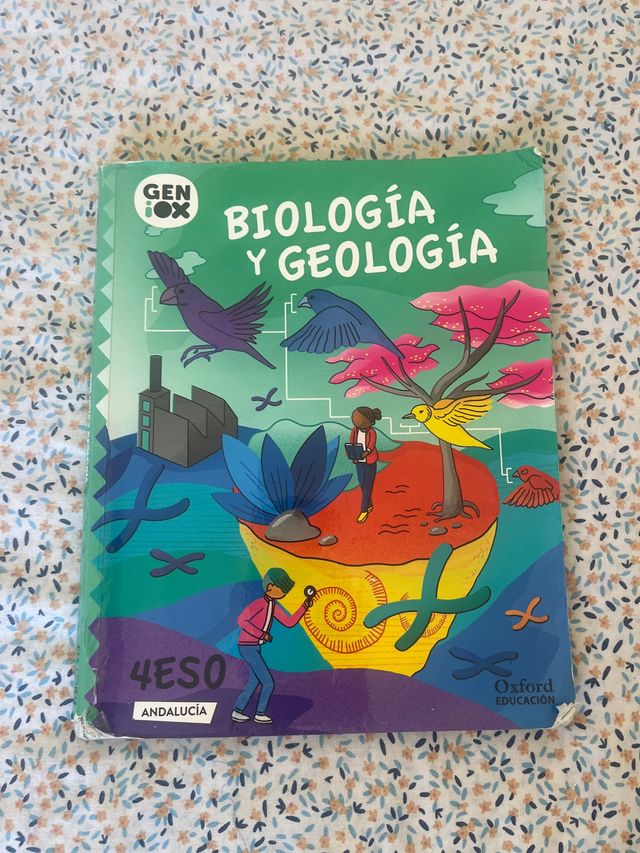 GEN
iOX
BIOLOGÍA
Y GEOLOGÍA
4ESO
ANDALUCÍA
Oxford
EDUCACIÓN